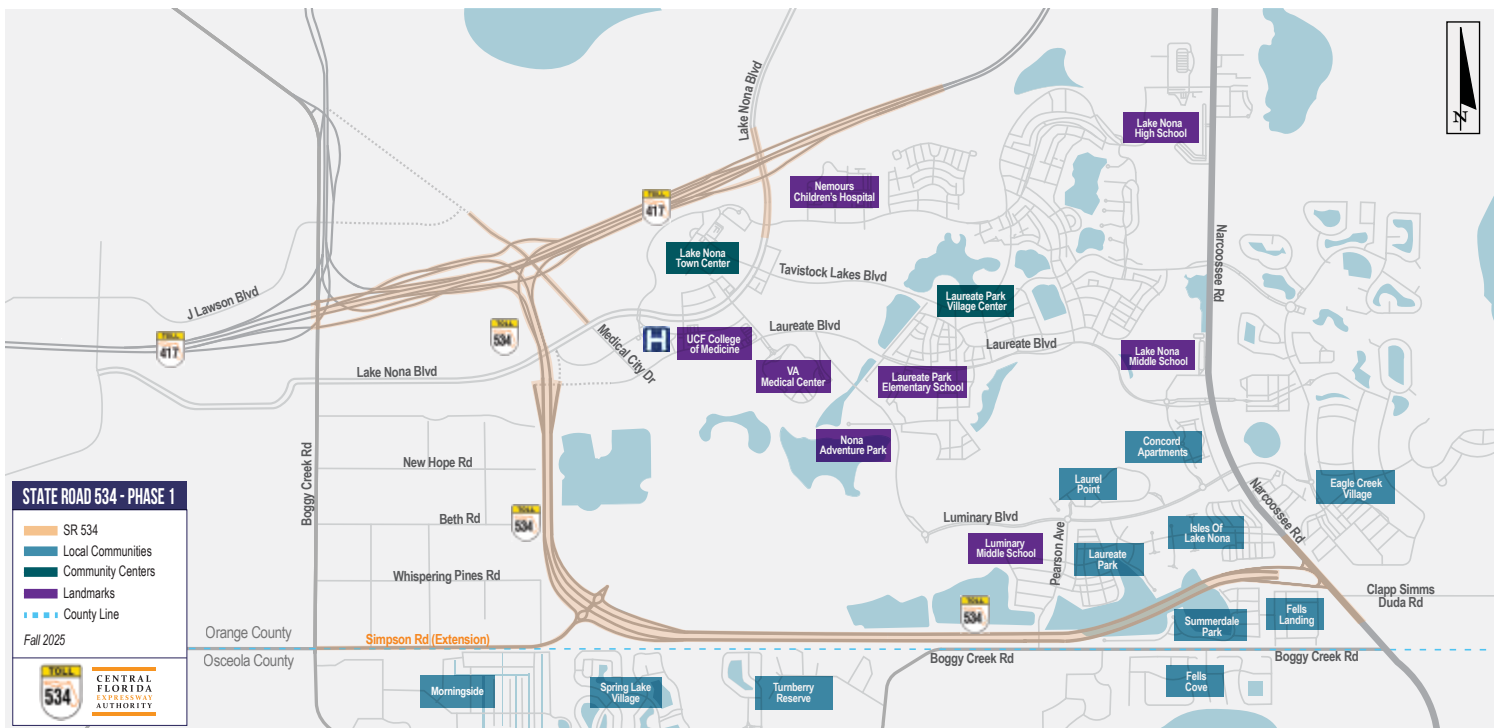 Lake Nona Blvd
N
Lake Nona
High School
Nemours
Children's Hospital
TOLL
417
Lake Nona
Town Center
Narcoossee Rd
Tavistock Lakes Blvd
J Lawson Blvd
Laureate Park
Village Center
TOLL
417
TOLL
534
Medical City Dr
H
UCF College
of Medicine
Laureate Blvd
Laureate Blvd
Lake Nona
Middle School
Lake Nona Blvd
VA
Medical Center
Laureate Park
Elementary School
Nona
Adventure Park
Concord
Apartments
Boggy Creek Rd
New Hope Rd
Laurel
Point
Eagle Creek
Village
Narcoossee Rd
STATE ROAD 534 - PHASE 1
SR 534
Local Communities
Community Centers
Landmarks
County Line
Fall 2025
TOLL
534
CENTRAL
FLORIDA
EXPRESSWAY
AUTHORITY
Beth Rd
TOLL
534
Luminary Blvd
Isles Of
Lake Nona
Luminary
Middle School
Pearson Ave
Laureate
Park
Whispering Pines Rd
Clapp Simms
Duda Rd
TOLL
534
Summerdale
Park
Fells
Landing
Orange County
Simpson Rd (Extension)
Osceola County
Boggy Creek Rd
Boggy Creek Rd
Morningside
Spring Lake
Village
Turnberry
Reserve
Fells
Cove